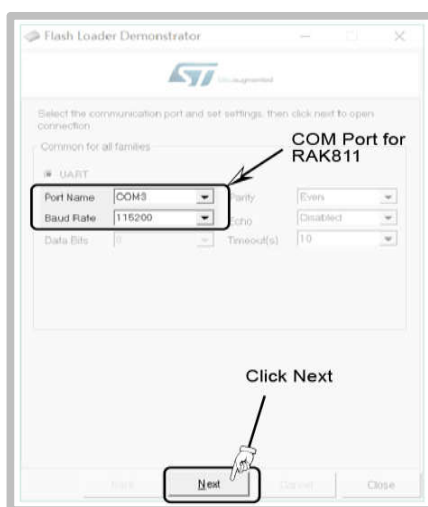 Flash Loader Demonstrator
Select the communication port and set settings, then click next to open
connection.
COM Port for
RAK811
Common for all families
UART
Port Name COM3 Parity Even
Baud Rate 115200 Echo Disabled
Data Bits 8 Timeout(s) 10
Click Next
Back Next Cancel Close